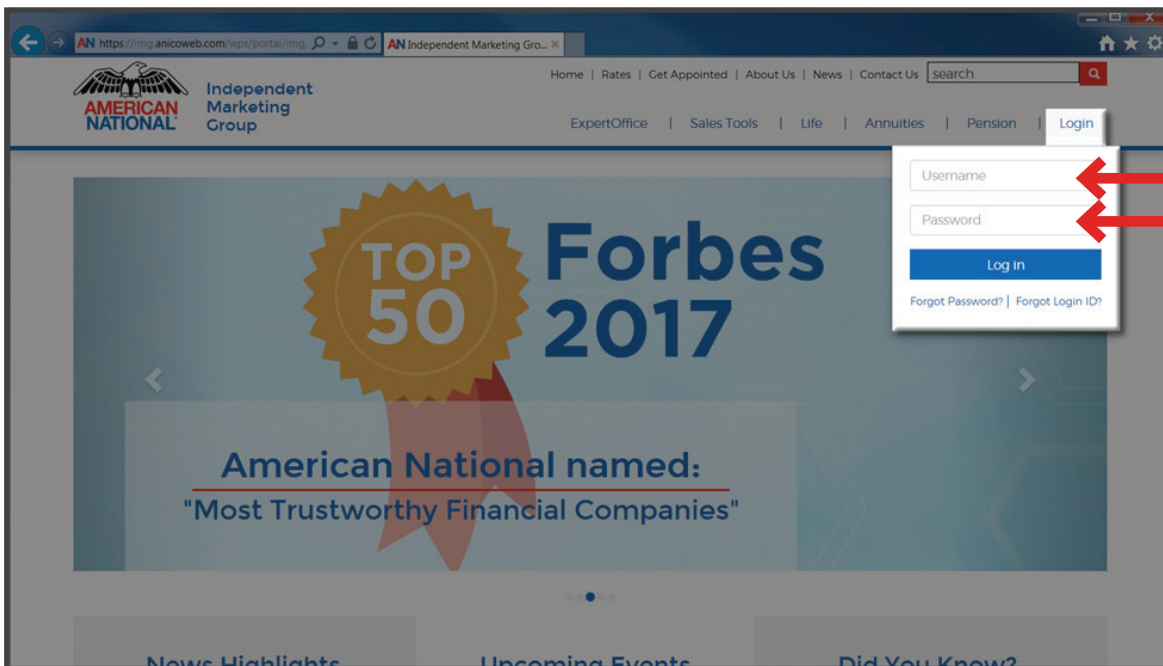 AN https://img.anicoweb.com/wps/portal/img.
AN Independent Marketing Gro...
AMERICAN
NATIONAL
Independent
Marketing
Group
Home | Rates | Get Appointed | About Us | News | Contact Us
search
ExpertOffice | Sales Tools | Life | Annuities | Pension | Login
Username
Password
Log in
Forgot Password? | Forgot Login ID?
TOP
50
Forbes
2017
American National named:
"Most Trustworthy Financial Companies"
News Highlights
Upcoming Events
Did You Know?